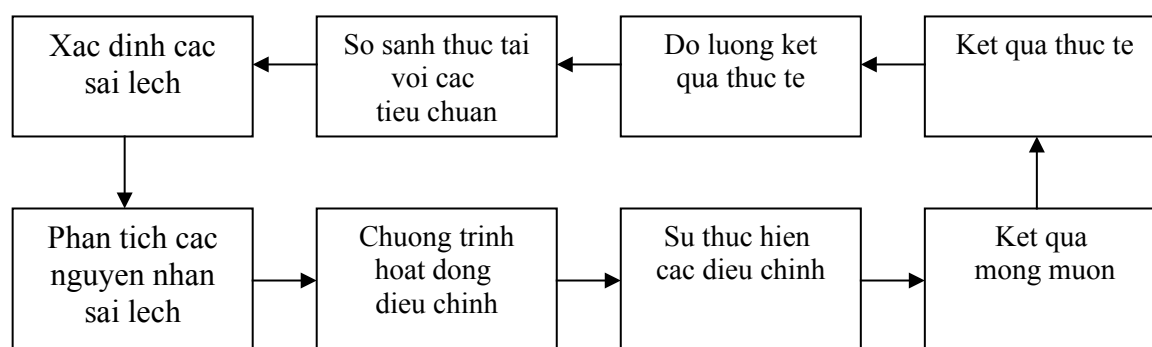 Xac dinh cac
sai lech
So sanh thuc tai
voi cac
tieu chuan
Do luong ket
qua thuc te
Ket qua thuc te
Phan tich cac
nguyen nhan
sai lech
Chuong trinh
hoat dong
dieu chinh
Su thuc hien
cac dieu chinh
Ket qua
mong muon